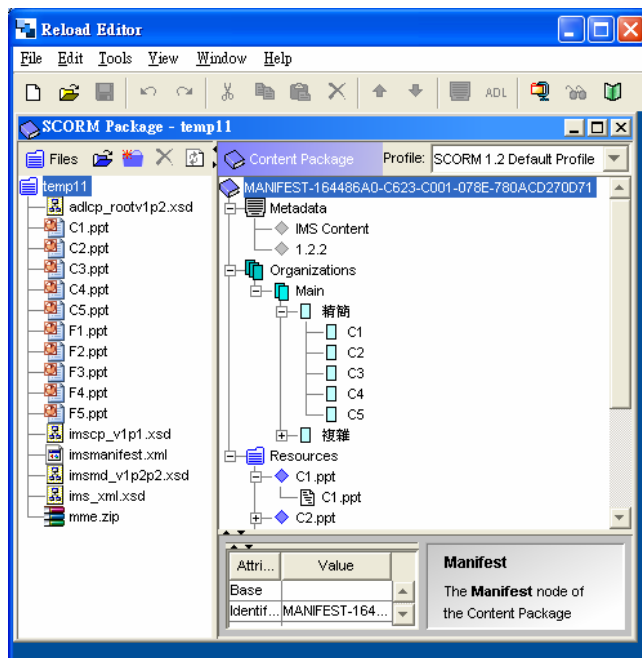 Reload Editor
File Edit Tools View Window Help
ADL
SCORM Package - temp11
Files
Content Package Profile: SCORM 1.2 Default Profile
temp11
adlcp_rootv1p2.xsd
C1.ppt
C2.ppt
C3.ppt
C4.ppt
C5.ppt
F1.ppt
F2.ppt
F3.ppt
F4.ppt
F5.ppt
imscp_v1p1.xsd
imsmanifest.xml
imsmd_v1p2p2.xsd
ims_xml.xsd
mme.zip
MANIFEST-164486A0-C623-C001-078E-780ACD270D71
Metadata
IMS Content
1.2.2
Organizations
Main
精簡
C1
C2
C3
C4
C5
複雜
Resources
C1.ppt
C1.ppt
C2.ppt
Attri... Value
Base
Identif... MANIFEST-164...
Manifest
The Manifest node of
the Content Package